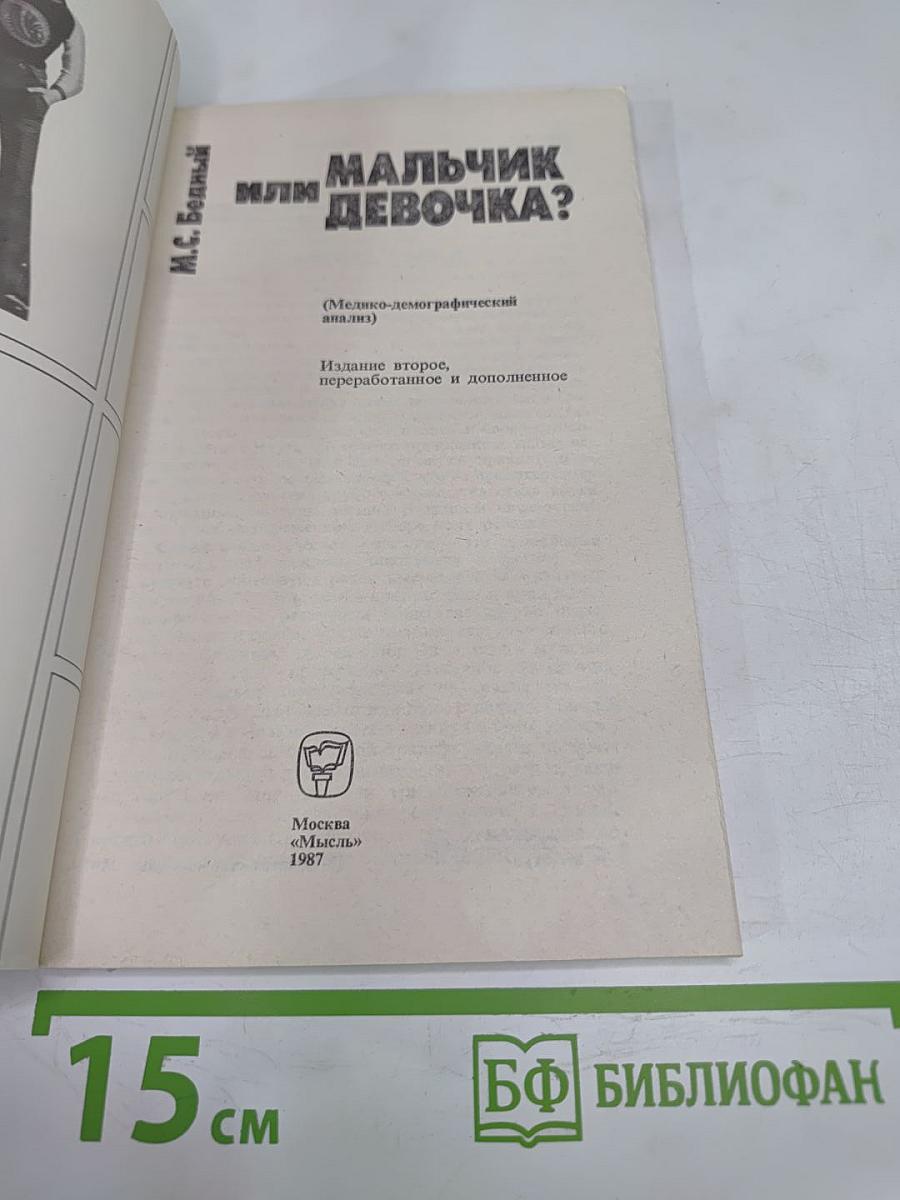 М.С. Бедный
МАЛЬЧИК
или ДЕВОЧКА?
(Медико-демографический
анализ)
Издание второе,
переработанное и дополненное
Москва
«Мысль»
1987
15 см
БФ БИБЛИОФАН